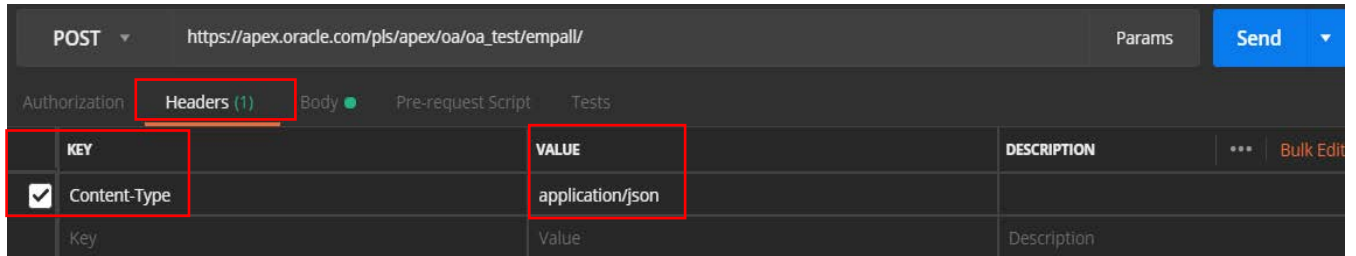 POST https://apex.oracle.com/pls/apex/oa/oa_test/empall/ Params Send
Authorization Headers (1) Body Pre-request Script Tests
KEY VALUE DESCRIPTION ••• Bulk Edit
Content-Type application/json
Key Value Description